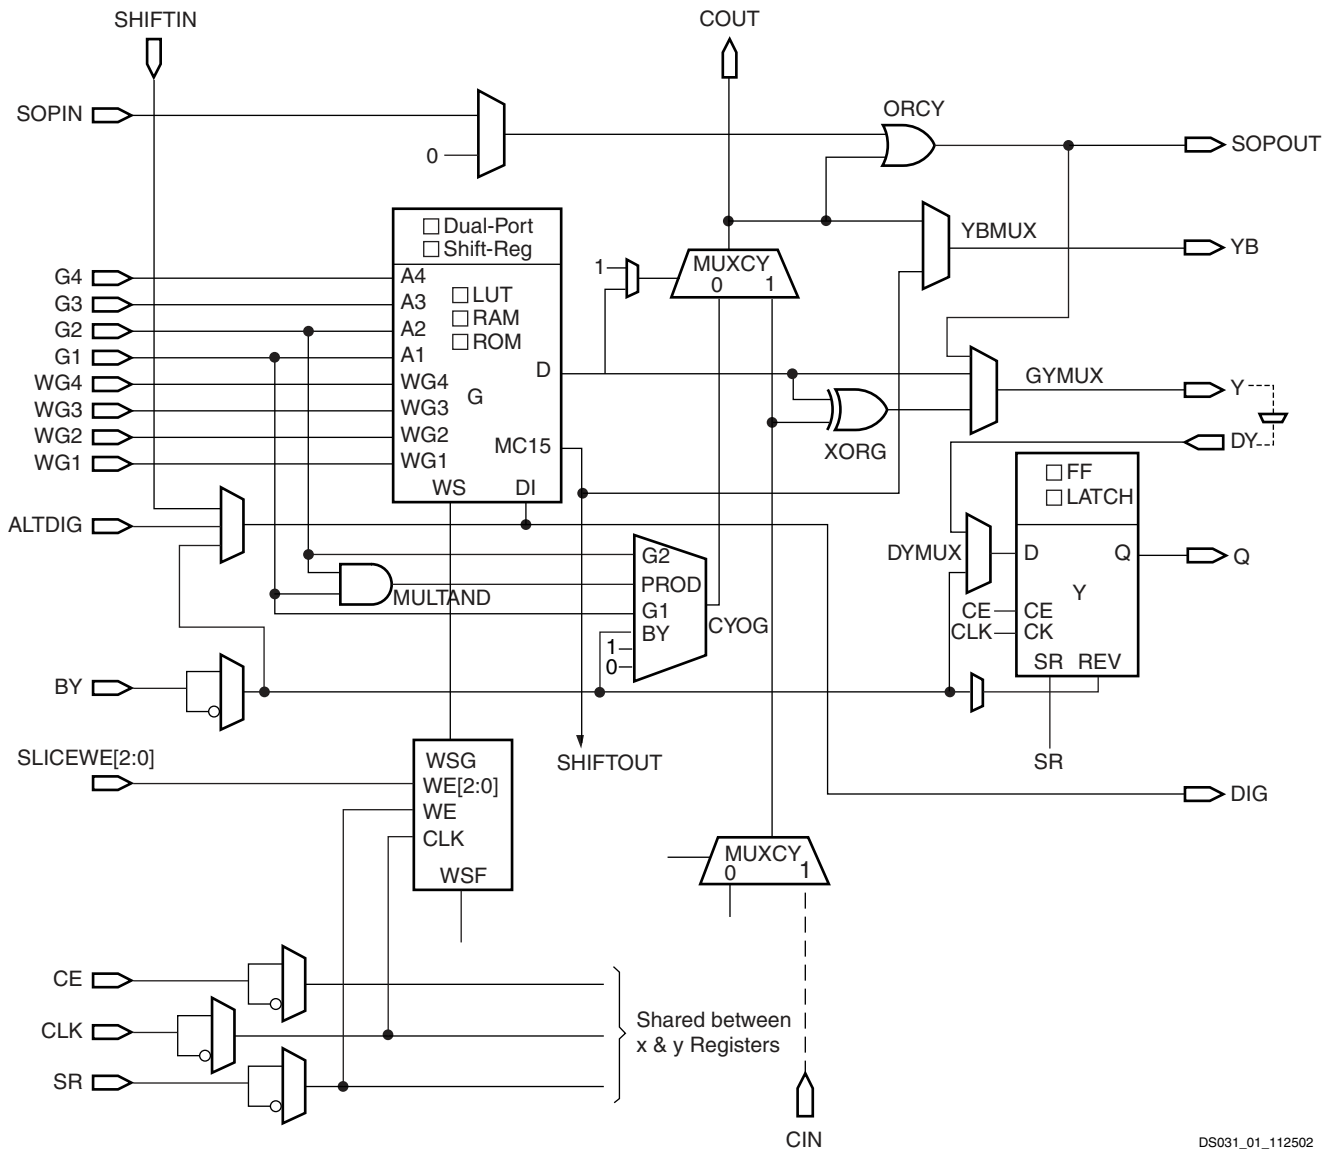 SHIFTIN
COUT
SOPIN
0
ORCY
SOPOUT
Dual-Port
Shift-Reg
YBMUX
YB
G4
G3
G2
G1
WG4
WG3
WG2
WG1
A4
A3
A2
A1
WG4
WG3
WG2
WG1
LUT
RAM
ROM
G
D
MC15
WS
DI
1
MUXCY
0
1
GYMUX
Y
XORG
DY
FF
LATCH
ALTDIG
G2
PROD
G1
BY
1
0
CYOG
MULTAND
DYMUX
D
Q
Q
Y
CE
CE
CLK
CK
SR
REV
BY
SHIFTOUT
SR
SLICEWE[2:0]
WSG
WE[2:0]
WE
CLK
WSF
DIG
MUXCY
0
1
CE
CLK
SR
Shared between
x & y Registers
CIN
DS031_01_112502